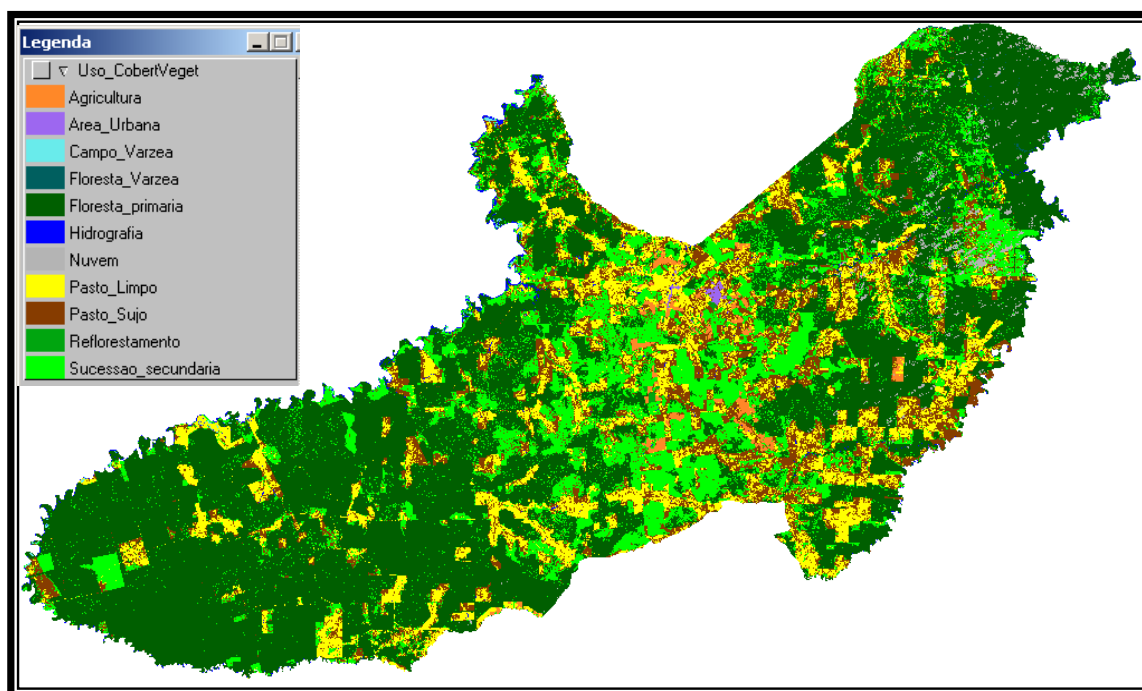 Legenda
Uso_CobertVeget
Agricultura
Area_Urbana
Campo_Varzea
Floresta_Varzea
Floresta_primaria
Hidrografia
Nuvem
Pasto_Limpo
Pasto_Sujo
Reflorestamento
Sucessao_secundaria